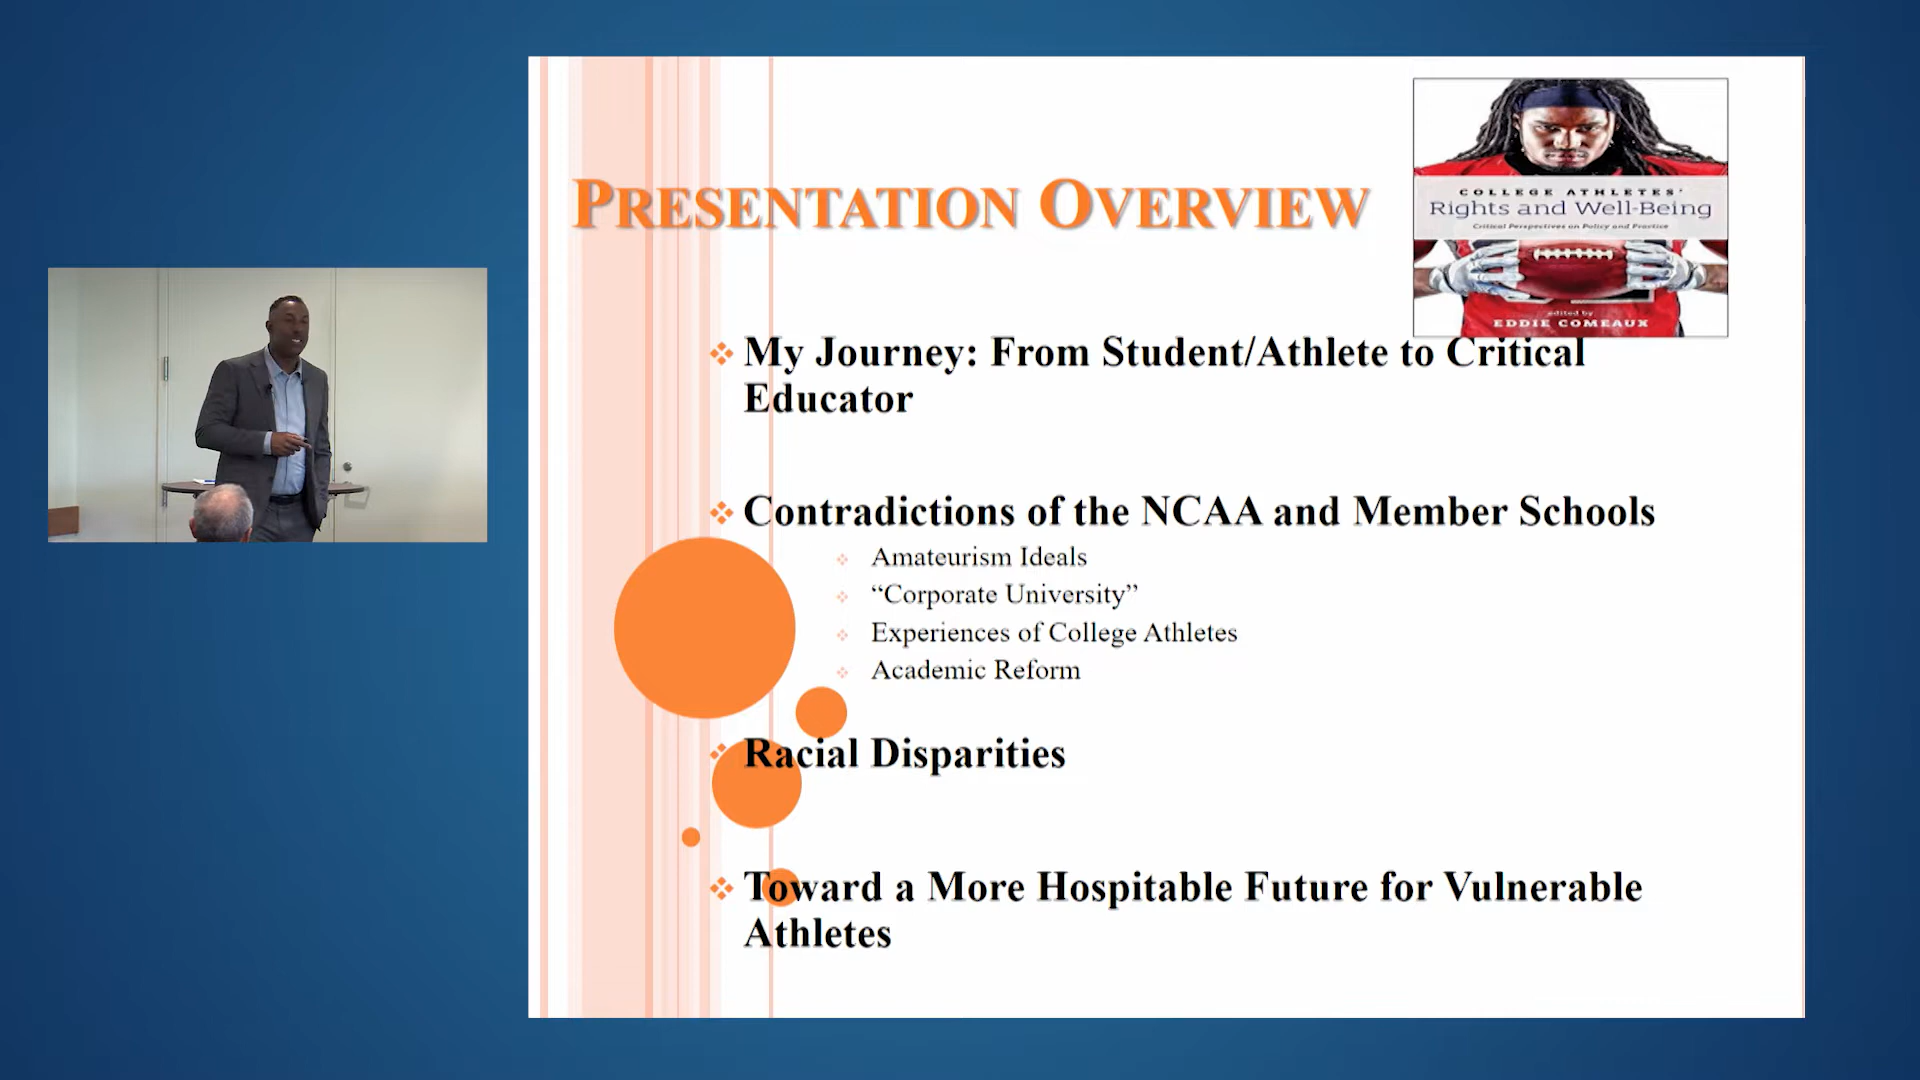 PRESENTATION OVERVIEW
COLLEGE ATHLETES'
Rights and Well-Being
Critical Perspectives on Policy and Practice
edited by
EDDIE COMEAUX
My Journey: From Student/Athlete to Critical
Educator
Contradictions of the NCAA and Member Schools
Amateurism Ideals
“Corporate University”
Experiences of College Athletes
Academic Reform
Racial Disparities
Toward a More Hospitable Future for Vulnerable
Athletes